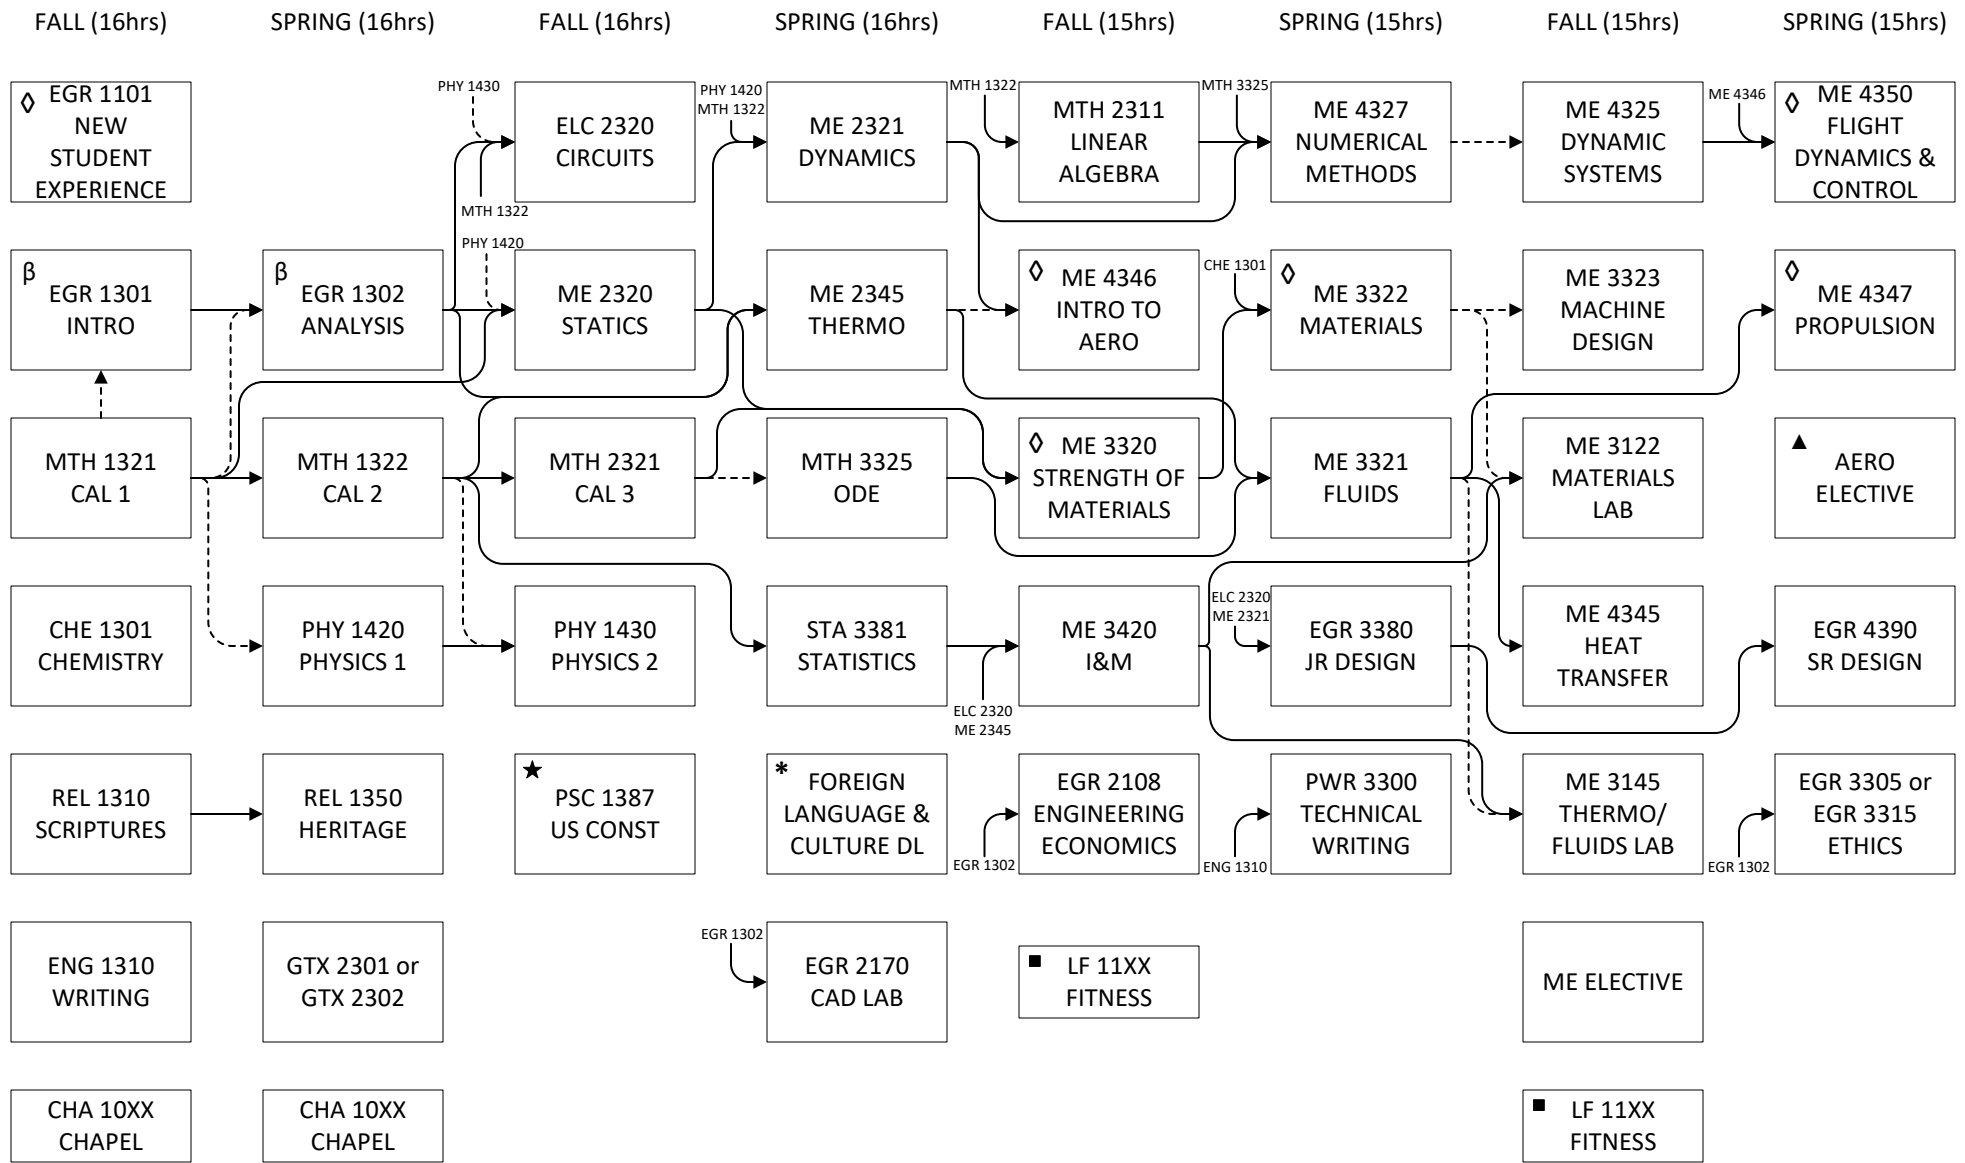 FALL (16hrs)
SPRING (16hrs)
FALL (16hrs)
SPRING (16hrs)
FALL (15hrs)
SPRING (15hrs)
FALL (15hrs)
SPRING (15hrs)
◊ EGR 1101
NEW
STUDENT
EXPERIENCE
PHY 1430
ELC 2320
CIRCUITS
MTH 1322
PHY 1420
MTH 1322
ME 2321
DYNAMICS
MTH 1322
MTH 2311
LINEAR
ALGEBRA
MTH 3325
ME 4327
NUMERICAL
METHODS
ME 4325
DYNAMIC
SYSTEMS
ME 4346
◊ ME 4350
FLIGHT
DYNAMICS &
CONTROL
β
EGR 1301
INTRO
β
EGR 1302
ANALYSIS
PHY 1420
ME 2320
STATICS
ME 2345
THERMO
◊ ME 4346
INTRO TO
AERO
CHE 1301
◊ ME 3322
MATERIALS
ME 3323
MACHINE
DESIGN
◊ ME 4347
PROPULSION
MTH 1321
CAL 1
MTH 1322
CAL 2
MTH 2321
CAL 3
MTH 3325
ODE
◊ ME 3320
STRENGTH OF
MATERIALS
ME 3321
FLUIDS
ME 3122
MATERIALS
LAB
▲
AERO
ELECTIVE
CHE 1301
CHEMISTRY
PHY 1420
PHYSICS 1
PHY 1430
PHYSICS 2
STA 3381
STATISTICS
ELC 2320
ME 2345
ME 3420
I&M
ELC 2320
ME 2321
EGR 3380
JR DESIGN
ME 4345
HEAT
TRANSFER
EGR 4390
SR DESIGN
REL 1310
SCRIPTURES
REL 1350
HERITAGE
★
PSC 1387
US CONST
* FOREIGN
LANGUAGE &
CULTURE DL
EGR 1302
EGR 2108
ENGINEERING
ECONOMICS
ENG 1310
PWR 3300
TECHNICAL
WRITING
ME 3145
THERMO/
FLUIDS LAB
EGR 1302
EGR 3305 or
EGR 3315
ETHICS
ENG 1310
WRITING
GTX 2301 or
GTX 2302
EGR 1302
EGR 2170
CAD LAB
■ LF 11XX
FITNESS
ME ELECTIVE
CHA 10XX
CHAPEL
CHA 10XX
CHAPEL
■ LF 11XX
FITNESS